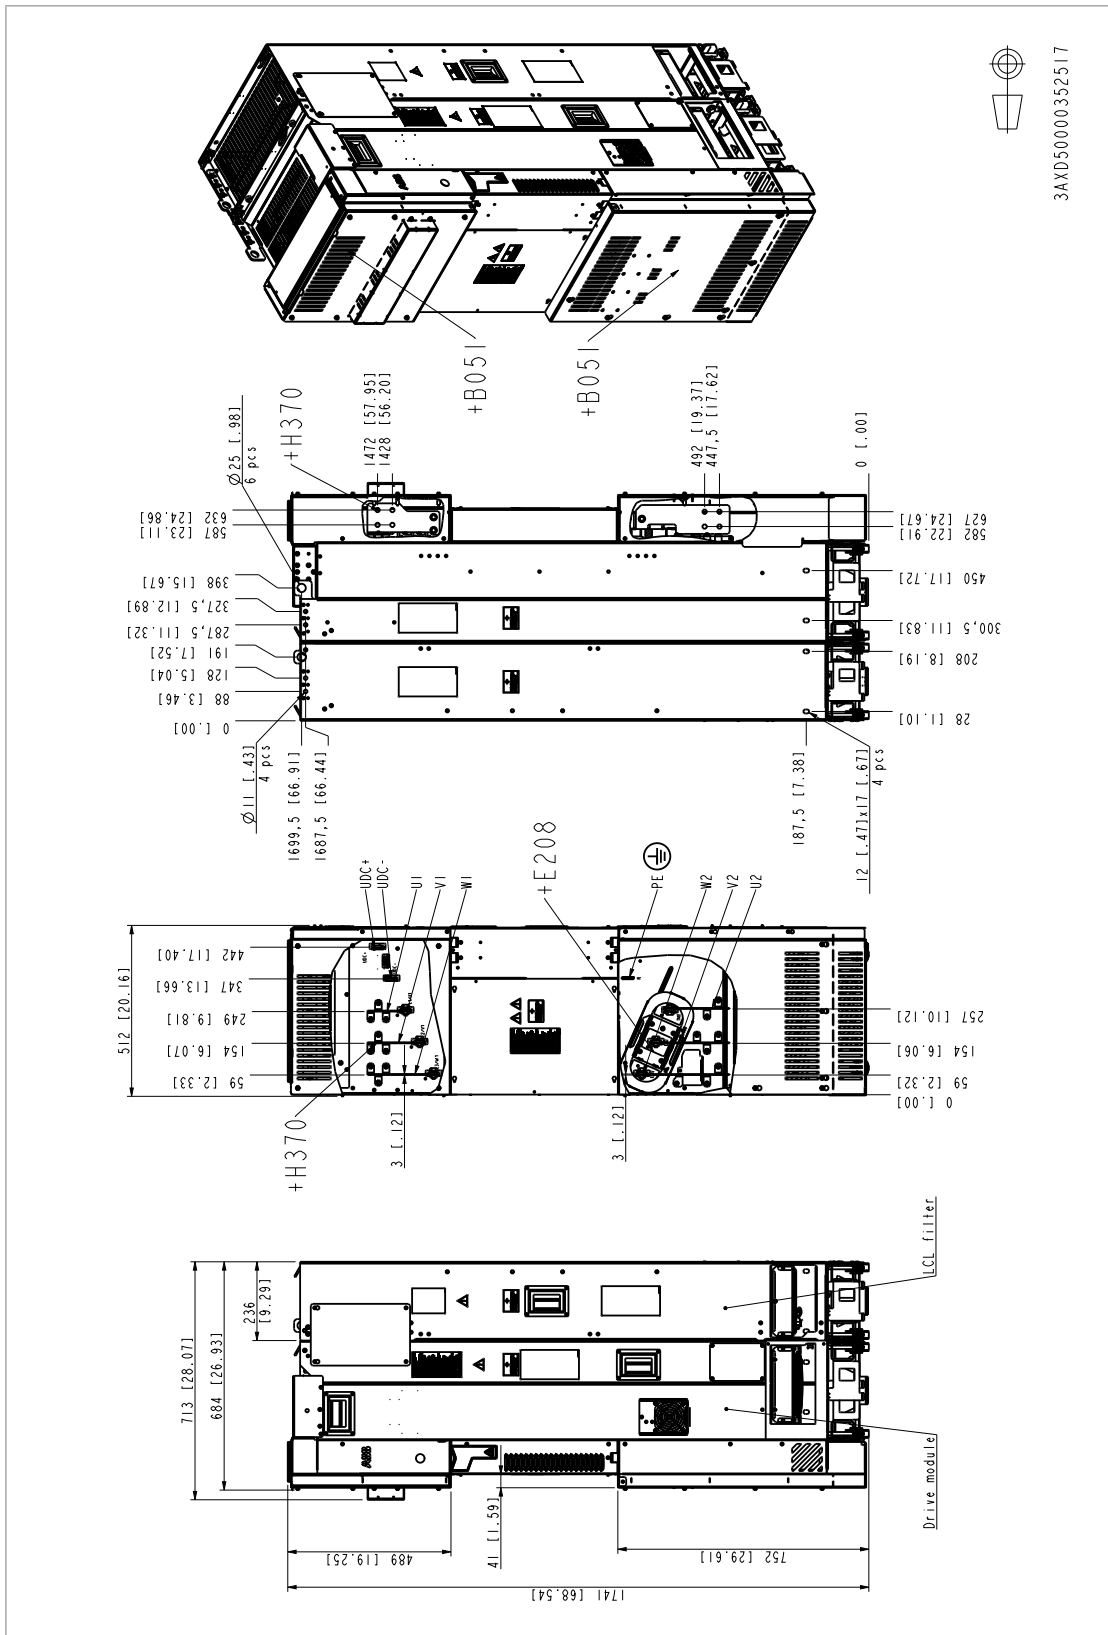 3AXD50000352517
+B051
+B051
+H370
Ø25 [.98]
6 pcs
1472 [57.95]
1428 [56.20]
492 [19.37]
447,5 [17.62]
0 [.00]
632 [24.86]
587 [23.11]
398 [15.67]
327,5 [12.89]
287,5 [11.32]
191 [7.52]
128 [5.04]
88 [3.46]
0 [.00]
627 [24.67]
582 [22.91]
450 [17.72]
300,5 [11.83]
208 [8.19]
28 [1.10]
Ø11 [.43]
4 pcs
1699,5 [66.91]
1687,5 [66.44]
187,5 [7.38]
12 [.47]x17 [.67]
4 pcs
+E208
UDC+
UDC-
U1
V1
W1
PE
W2
V2
U2
512 [20.16]
442 [17.40]
347 [13.66]
249 [9.81]
154 [6.07]
59 [2.33]
257 [10.12]
154 [6.06]
59 [2.32]
0 [.00]
+H370
3 [.12]
3 [.12]
LCL filter
Drive module
713 [28.07]
684 [26.93]
236
[9.29]
ABB
489 [19.25]
41 [1.59]
752 [29.61]
1741 [68.54]